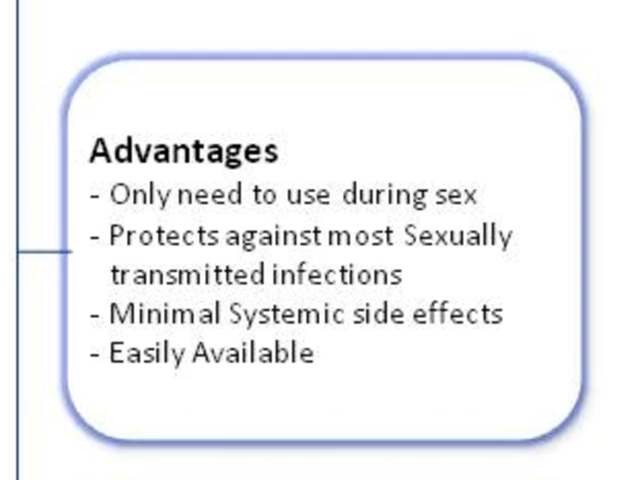 Advantages
- Only need to use during sex
- Protects against most Sexually
transmitted infections
- Minimal Systemic side effects
- Easily Available